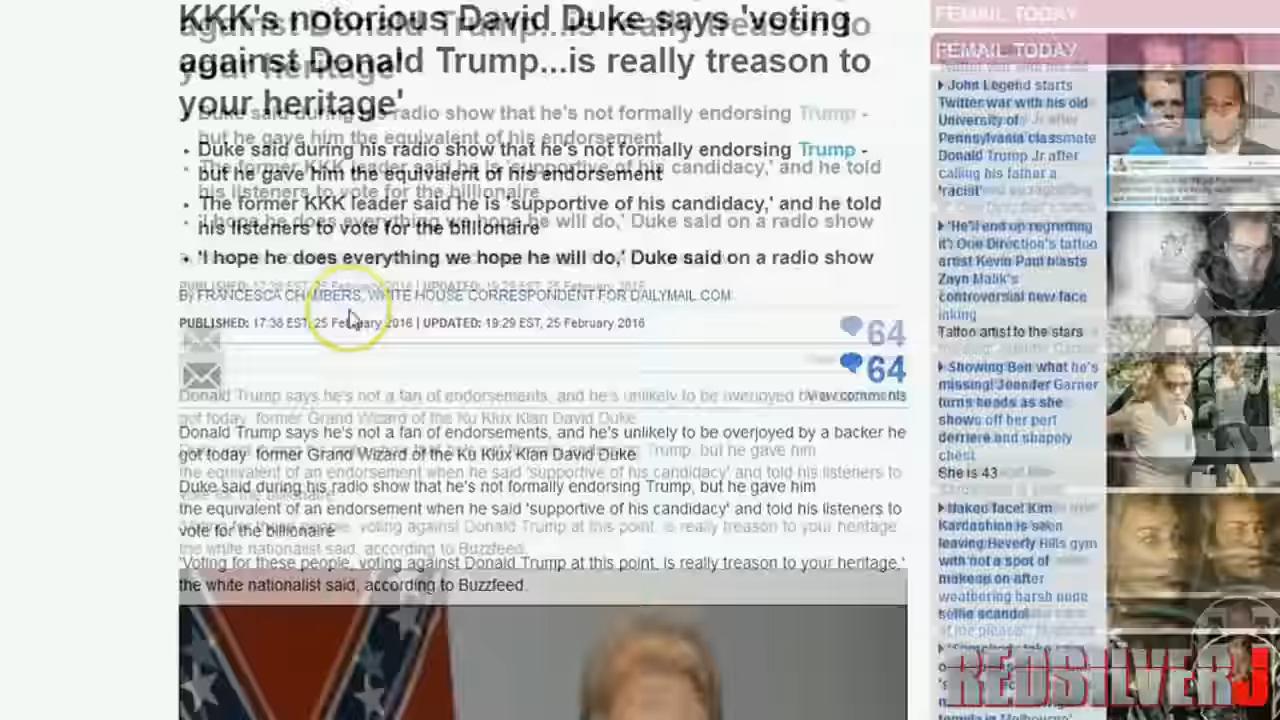 KKK's notorious David Duke says 'voting
against Donald Trump...is really treason to
your heritage'
Duke said during his radio show that he's not formally endorsing Trump -
but he gave him the equivalent of his endorsement
The former KKK leader said he is 'supportive of his candidacy,' and he told
his listeners to vote for the billionaire
'I hope he does everything we hope he will do,' Duke said on a radio show
By FRANCESCA CHAMBERS, WHITE HOUSE CORRESPONDENT FOR DAILYMAIL.COM
PUBLISHED: 17:38 EST, 25 February 2016 | UPDATED: 19:29 EST, 25 February 2016
64
64
View comments
Donald Trump says he's not a fan of endorsements, and he's unlikely to be overjoyed by a backer he
got today former Grand Wizard of the Ku Klux Klan David Duke
Duke said during his radio show that he's not formally endorsing Trump, but he gave him
the equivalent of an endorsement when he said 'supportive of his candidacy' and told his listeners to
vote for the billionaire
'Voting for these people, voting against Donald Trump at this point, is really treason to your heritage,'
the white nationalist said, according to Buzzfeed.
FEMAIL TODAY
FEMAIL TODAY
John Legend starts
Twitter war with his old
University of
Pennsylvania classmate
Donald Trump Jr after
calling his father a
'racist'
'He'll end up regretting
it': One Direction's tattoo
artist Kevin Paul blasts
Zayn Malik's
controversial new face
inking
Tattoo artist to the stars
Showing Ben what he's
missing! Jennifer Garner
turns heads as she
shows off her pert
derriere and shapely
chest
She is 43
Naked face! Kim
Kardashian is seen
leaving Beverly Hills gym
with not a spot of
makeup on after
weathering harsh nude
selfie scandal
REDSILVERJ